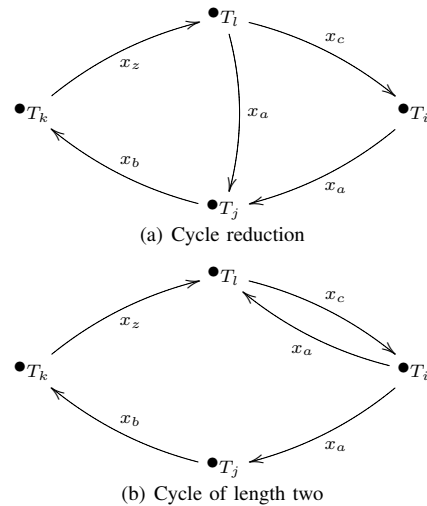 T_l
x_z
x_c
T_k
x_a
T_i
x_b
x_a
T_j
(a) Cycle reduction
T_l
x_c
x_z
x_a
T_k
T_i
x_b
x_a
T_j
(b) Cycle of length two